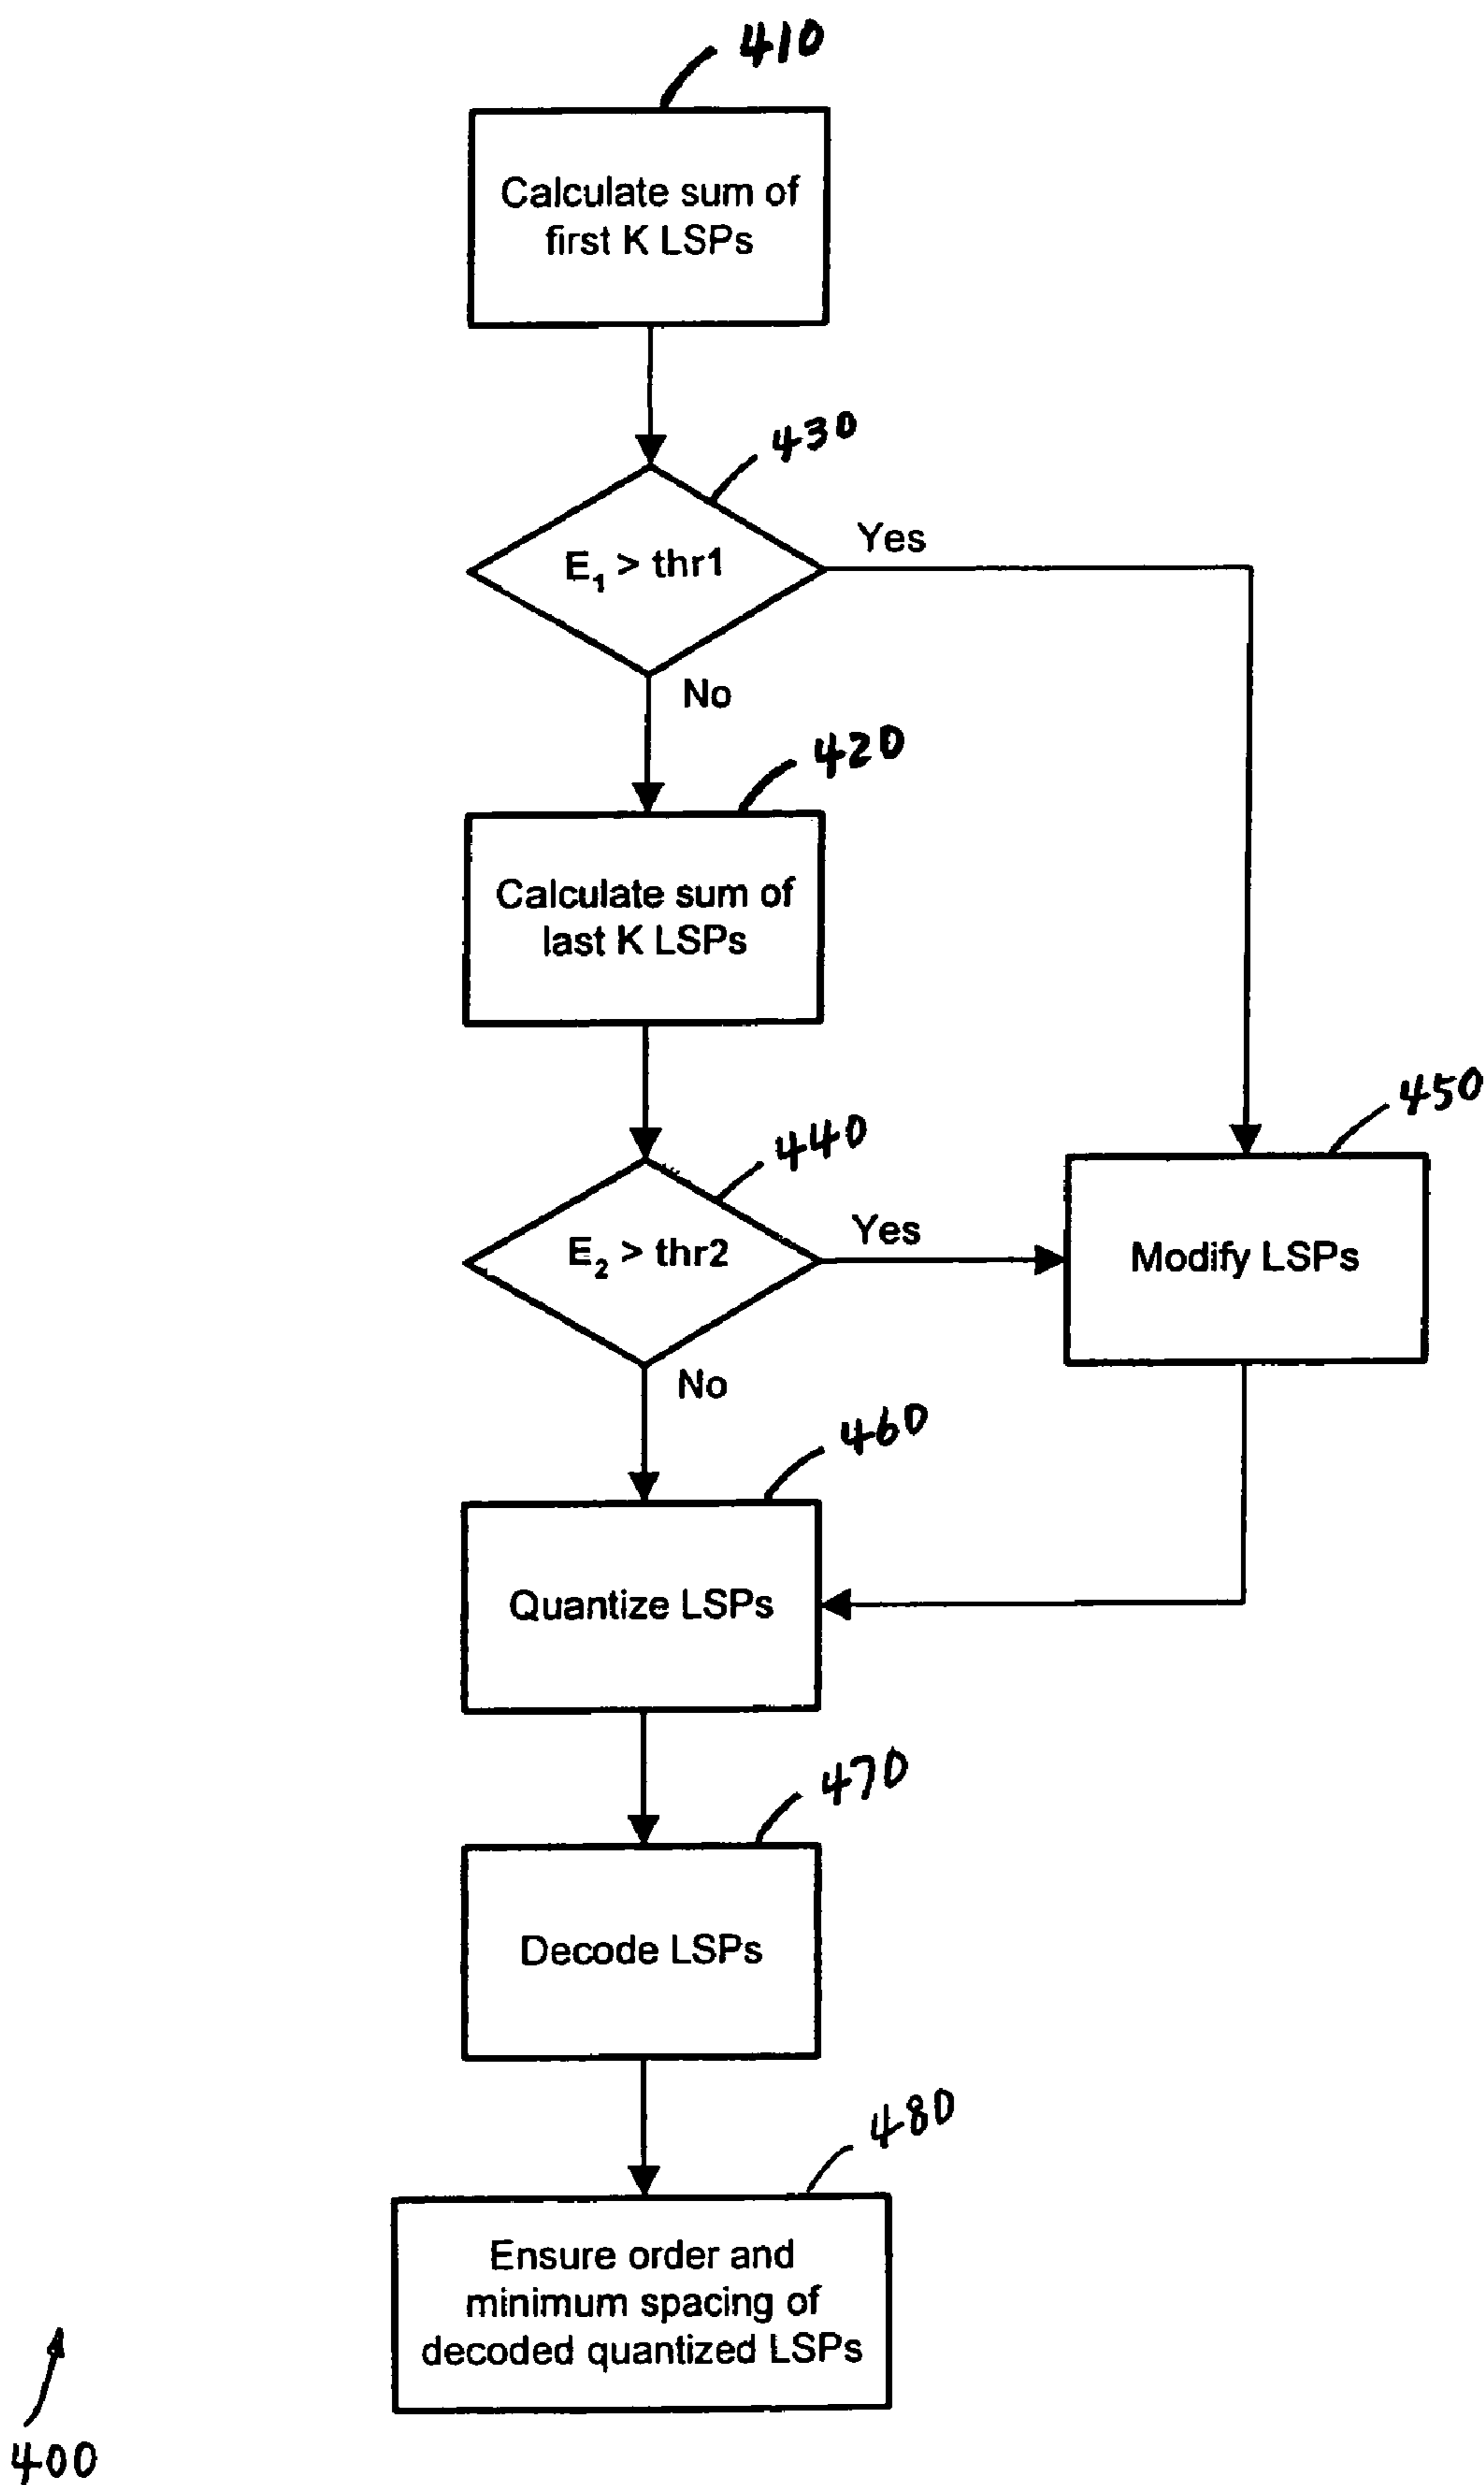 410
Calculate sum of
first K LSPs
430
E₁ > thr1
Yes
No
420
Calculate sum of
last K LSPs
440
E₂ > thr2
Yes
No
450
Modify LSPs
460
Quantize LSPs
470
Decode LSPs
480
Ensure order and
minimum spacing of
decoded quantized LSPs
400